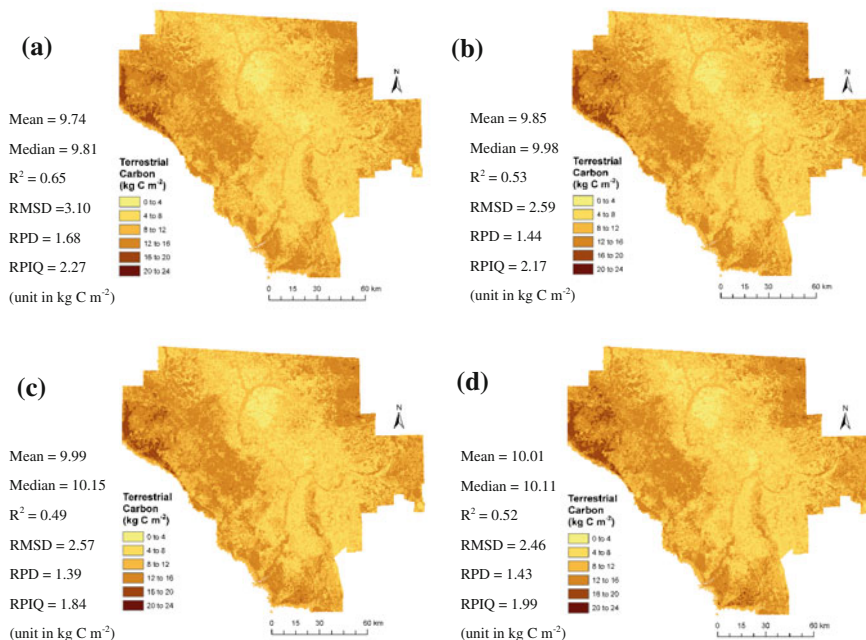 (a)
Mean = 9.74
Median = 9.81
R² = 0.65
RMSD =3.10
RPD = 1.68
RPIQ = 2.27
(unit in kg C m⁻²)
Terrestrial
Carbon
(kg C m⁻²)
0 to 4
4 to 8
8 to 12
12 to 16
16 to 20
20 to 24
N
0 15 30 60 km
(b)
Mean = 9.85
Median = 9.98
R² = 0.53
RMSD = 2.59
RPD = 1.44
RPIQ = 2.17
(unit in kg C m⁻²)
Terrestrial
Carbon
(kg C m⁻²)
0 to 4
4 to 8
8 to 12
12 to 16
16 to 20
20 to 24
N
0 15 30 60 km
(c)
Mean = 9.99
Median = 10.15
R² = 0.49
RMSD = 2.57
RPD = 1.39
RPIQ = 1.84
(unit in kg C m⁻²)
Terrestrial
Carbon
(kg C m⁻²)
0 to 4
4 to 8
8 to 12
12 to 16
15 to 20
20 to 24
N
0 15 30 60 km
(d)
Mean = 10.01
Median = 10.11
R² = 0.52
RMSD = 2.46
RPD = 1.43
RPIQ = 1.99
(unit in kg C m⁻²)
Terrestrial
Carbon
(kg C m⁻²)
0 to 4
4 to 8
8 to 12
12 to 16
16 to 20
20 to 24
N
0 15 30 60 km